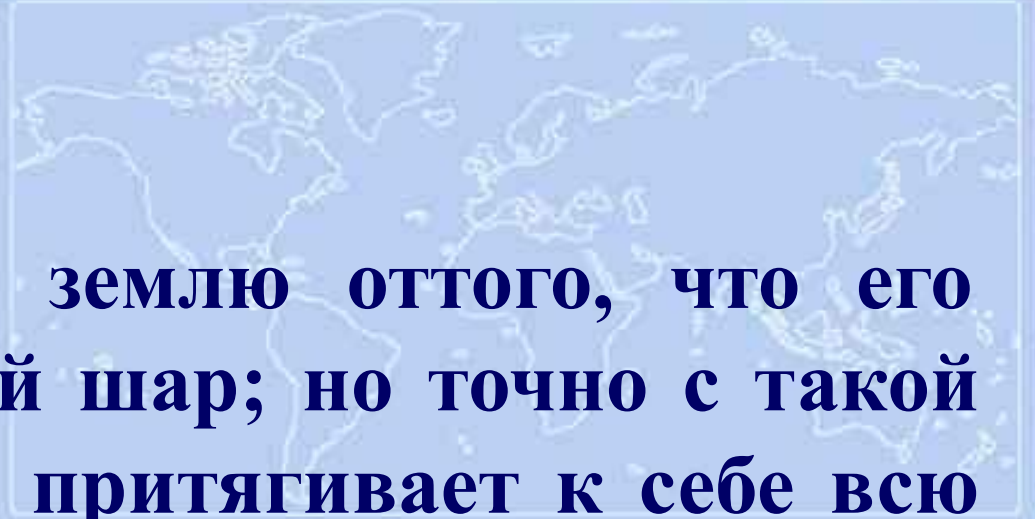 землю оттого, что его
й шар; но точно с такой
притягивает к себе всю